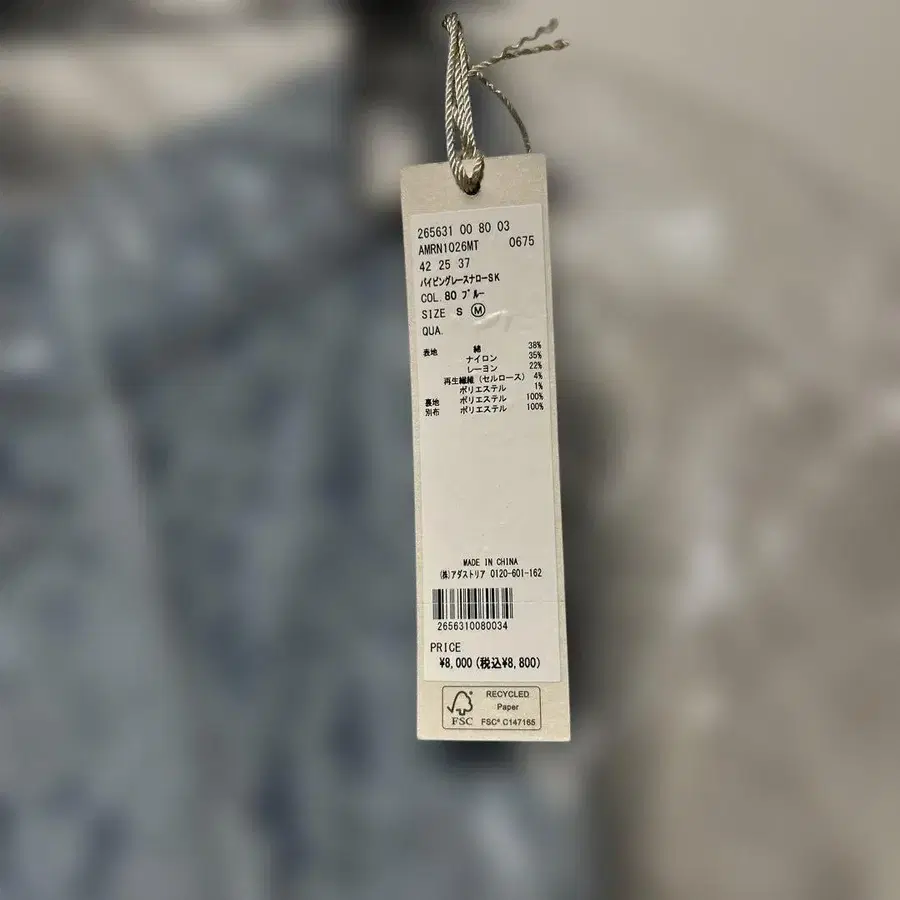 265631 00 80 03
AMRN1026MT 0675
42 25 37
パイピングレースナローSK
COL.80 ブルー
SIZE S Ⓜ
QUA.
表地 綿 38%
ナイロン 35%
レーヨン 22%
再生繊維(セルロース) 4%
ポリエステル 1%
裏地 ポリエステル 100%
別布 ポリエステル 100%
MADE IN CHINA
(株)アダストリア 0120-601-162
2656310080034
PRICE
¥8,000(税込¥8,800)
RECYCLED
Paper
FSC
FSC® C147165